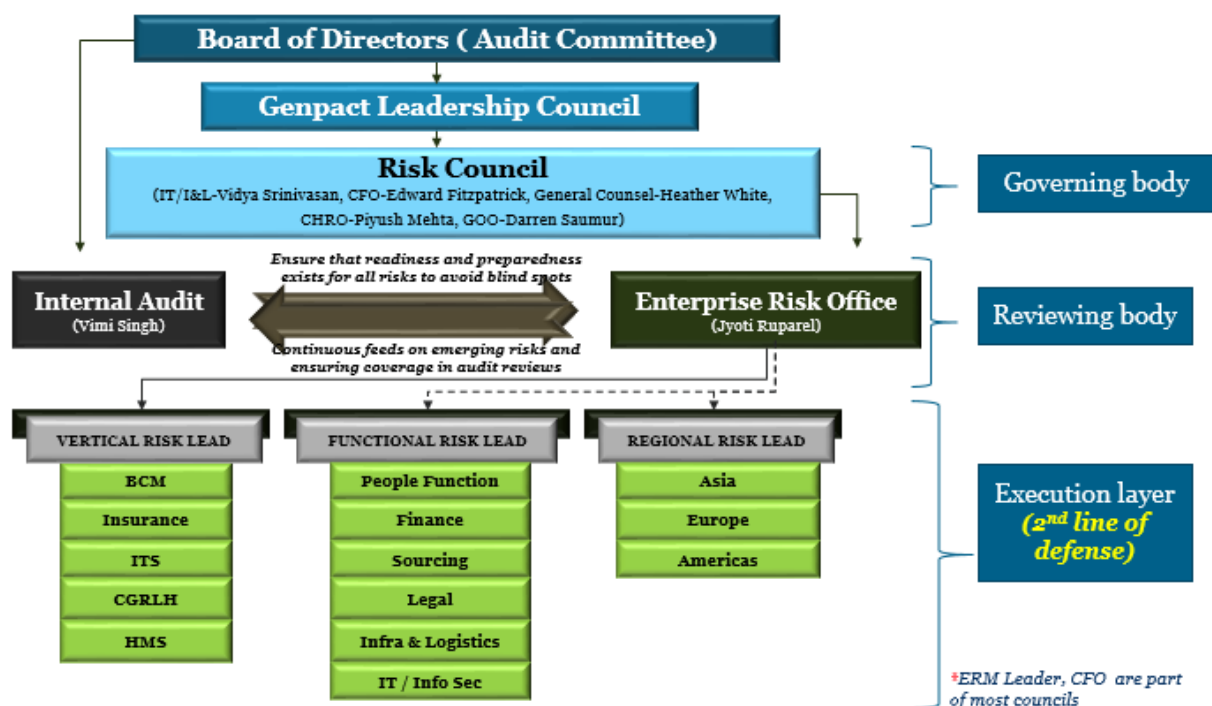 Board of Directors ( Audit Committee)
Genpact Leadership Council
Risk Council
(IT/I&L-Vidya Srinivasan, CFO-Edward Fitzpatrick, General Counsel-Heather White,
CHRO-Piyush Mehta, GOO-Darren Saumur)
Governing body
Ensure that readiness and preparedness
exists for all risks to avoid blind spots
Internal Audit
(Vimi Singh)
Enterprise Risk Office
(Jyoti Ruparel)
Reviewing body
Continuous feeds on emerging risks and
ensuring coverage in audit reviews
VERTICAL RISK LEAD
BCM
Insurance
ITS
CGRLH
HMS
FUNCTIONAL RISK LEAD
People Function
Finance
Sourcing
Legal
Infra & Logistics
IT / Info Sec
REGIONAL RISK LEAD
Asia
Europe
Americas
Execution layer
(2nd line of
defense)
*ERM Leader, CFO are part
of most councils